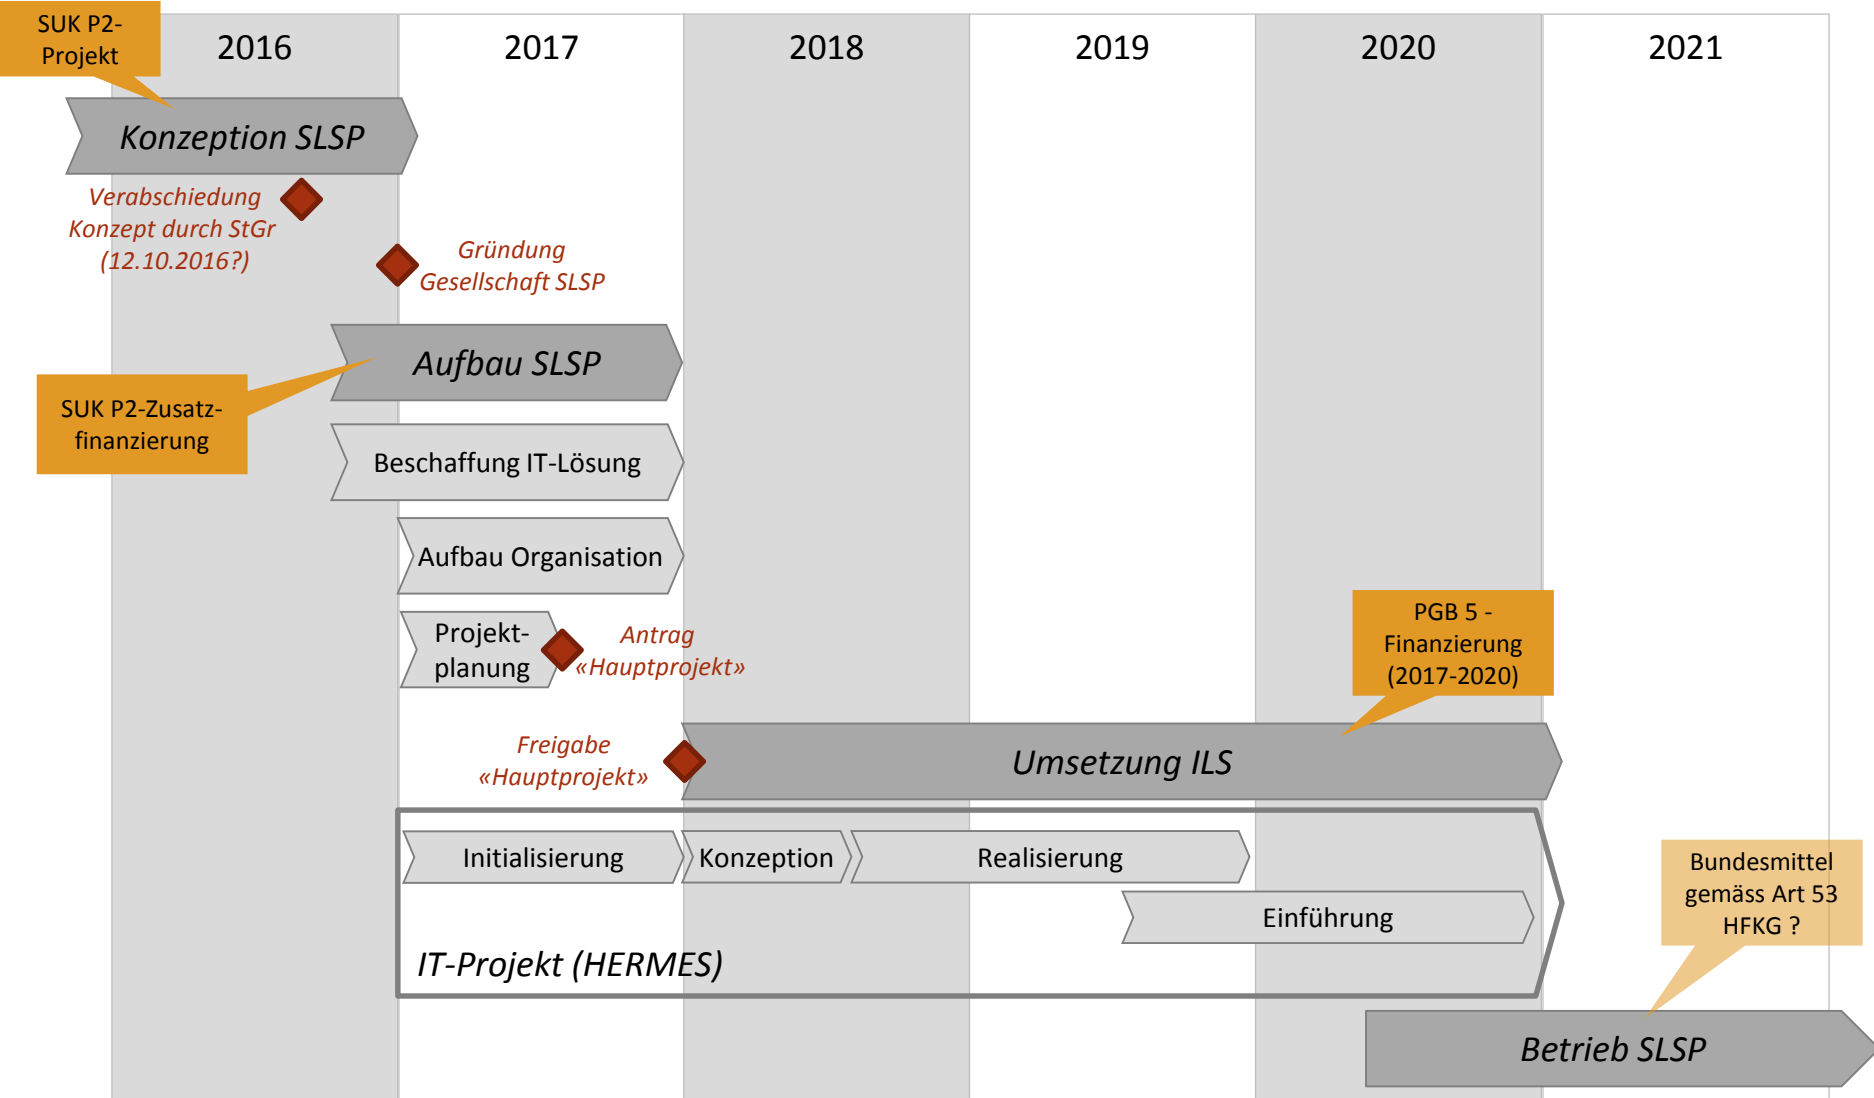 SUK P2-
Projekt
2016
2017
2018
2019
2020
2021
Konzeption SLSP
Verabschiedung
Konzept durch StGr
(12.10.2016?)
Gründung
Gesellschaft SLSP
Aufbau SLSP
SUK P2-Zusatz-
finanzierung
Beschaffung IT-Lösung
Aufbau Organisation
Projekt-
planung
Antrag
«Hauptprojekt»
PGB 5 -
Finanzierung
(2017-2020)
Freigabe
«Hauptprojekt»
Umsetzung ILS
Initialisierung
Konzeption
Realisierung
Einführung
IT-Projekt (HERMES)
Bundesmittel
gemäss Art 53
HFKG ?
Betrieb SLSP